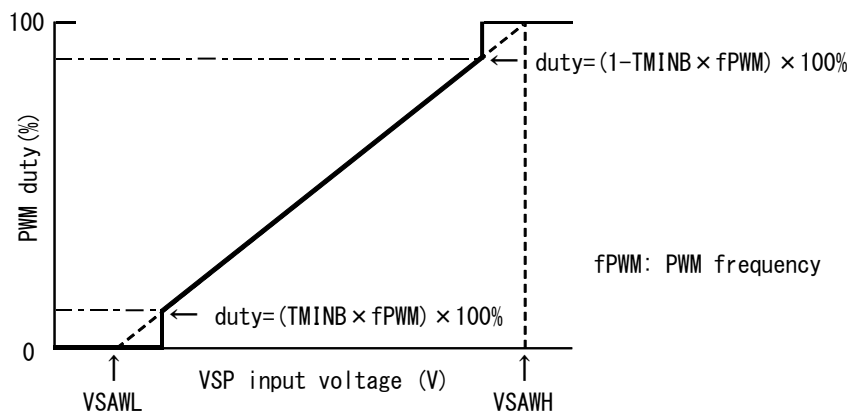 100
duty=(1-TMINB×fPWM)×100%
PWM duty(%)
fPWM: PWM frequency
duty=(TMINB×fPWM)×100%
0
VSP input voltage (V)
VSAWL
VSAWH